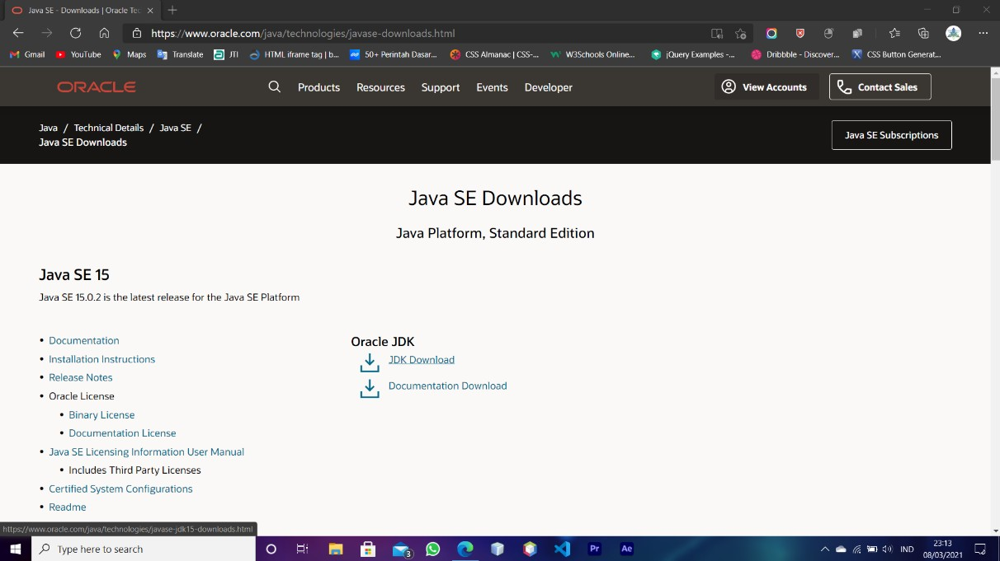 Java SE - Downloads | Oracle Tec
https://www.oracle.com/java/technologies/javase-downloads.html
Gmail YouTube Maps Translate JTI HTML iframe tag | b... 50+ Perintah Dasar... CSS Almanac | CSS-... W3Schools Online... jQuery Examples -... Dribbble - Discover... CSS Button Generat...
ORACLE Products Resources Support Events Developer View Accounts Contact Sales
Java / Technical Details / Java SE /
Java SE Downloads
Java SE Subscriptions
Java SE Downloads
Java Platform, Standard Edition
Java SE 15
Java SE 15.0.2 is the latest release for the Java SE Platform
• Documentation
• Installation Instructions
• Release Notes
• Oracle License
• Binary License
• Documentation License
• Java SE Licensing Information User Manual
• Includes Third Party Licenses
• Certified System Configurations
• Readme
Oracle JDK
JDK Download
Documentation Download
https://www.oracle.com/java/technologies/javase-jdk15-downloads.html
Type here to search
3
Pr
Ae
IND
23:13
08/03/2021